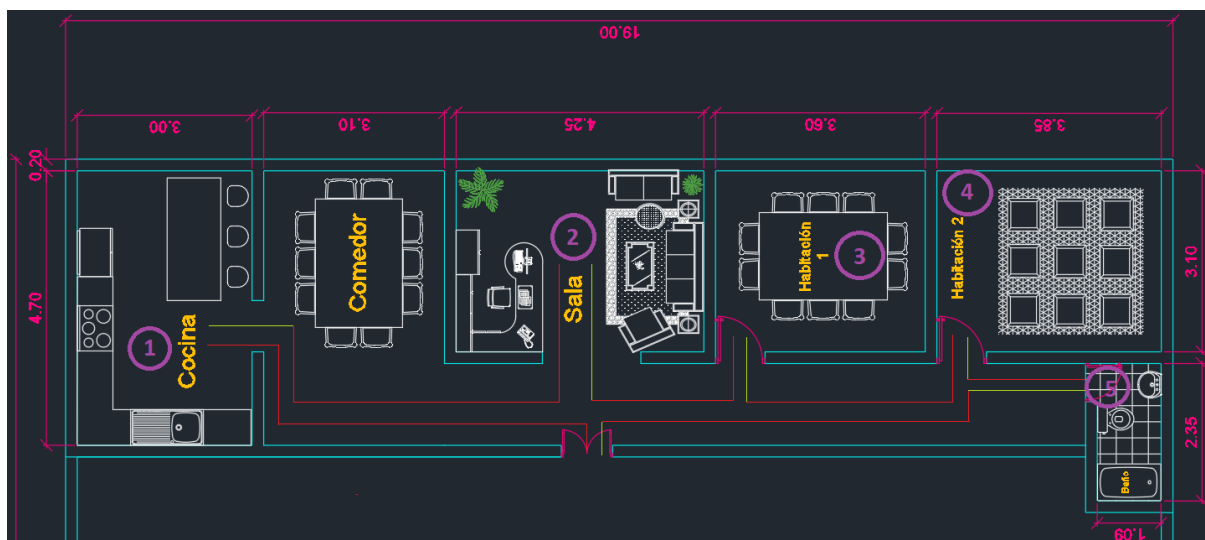 19.00
3.00
3.10
4.25
3.60
3.85
0.20
4.70
3.10
2.35
1.09
1
Cocina
Comedor
2
Sala
Habitación
1
3
4
Habitación 2
5
Baño